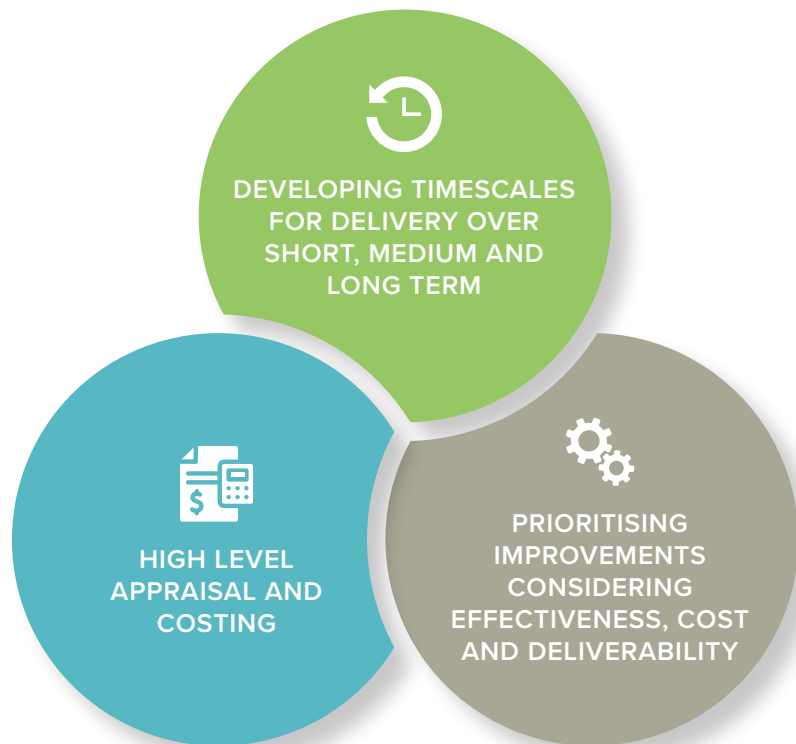 DEVELOPING TIMESCALES
FOR DELIVERY OVER
SHORT, MEDIUM AND
LONG TERM
$
HIGH LEVEL
APPRAISAL AND
COSTING
PRIORITISING
IMPROVEMENTS
CONSIDERING
EFFECTIVENESS, COST
AND DELIVERABILITY